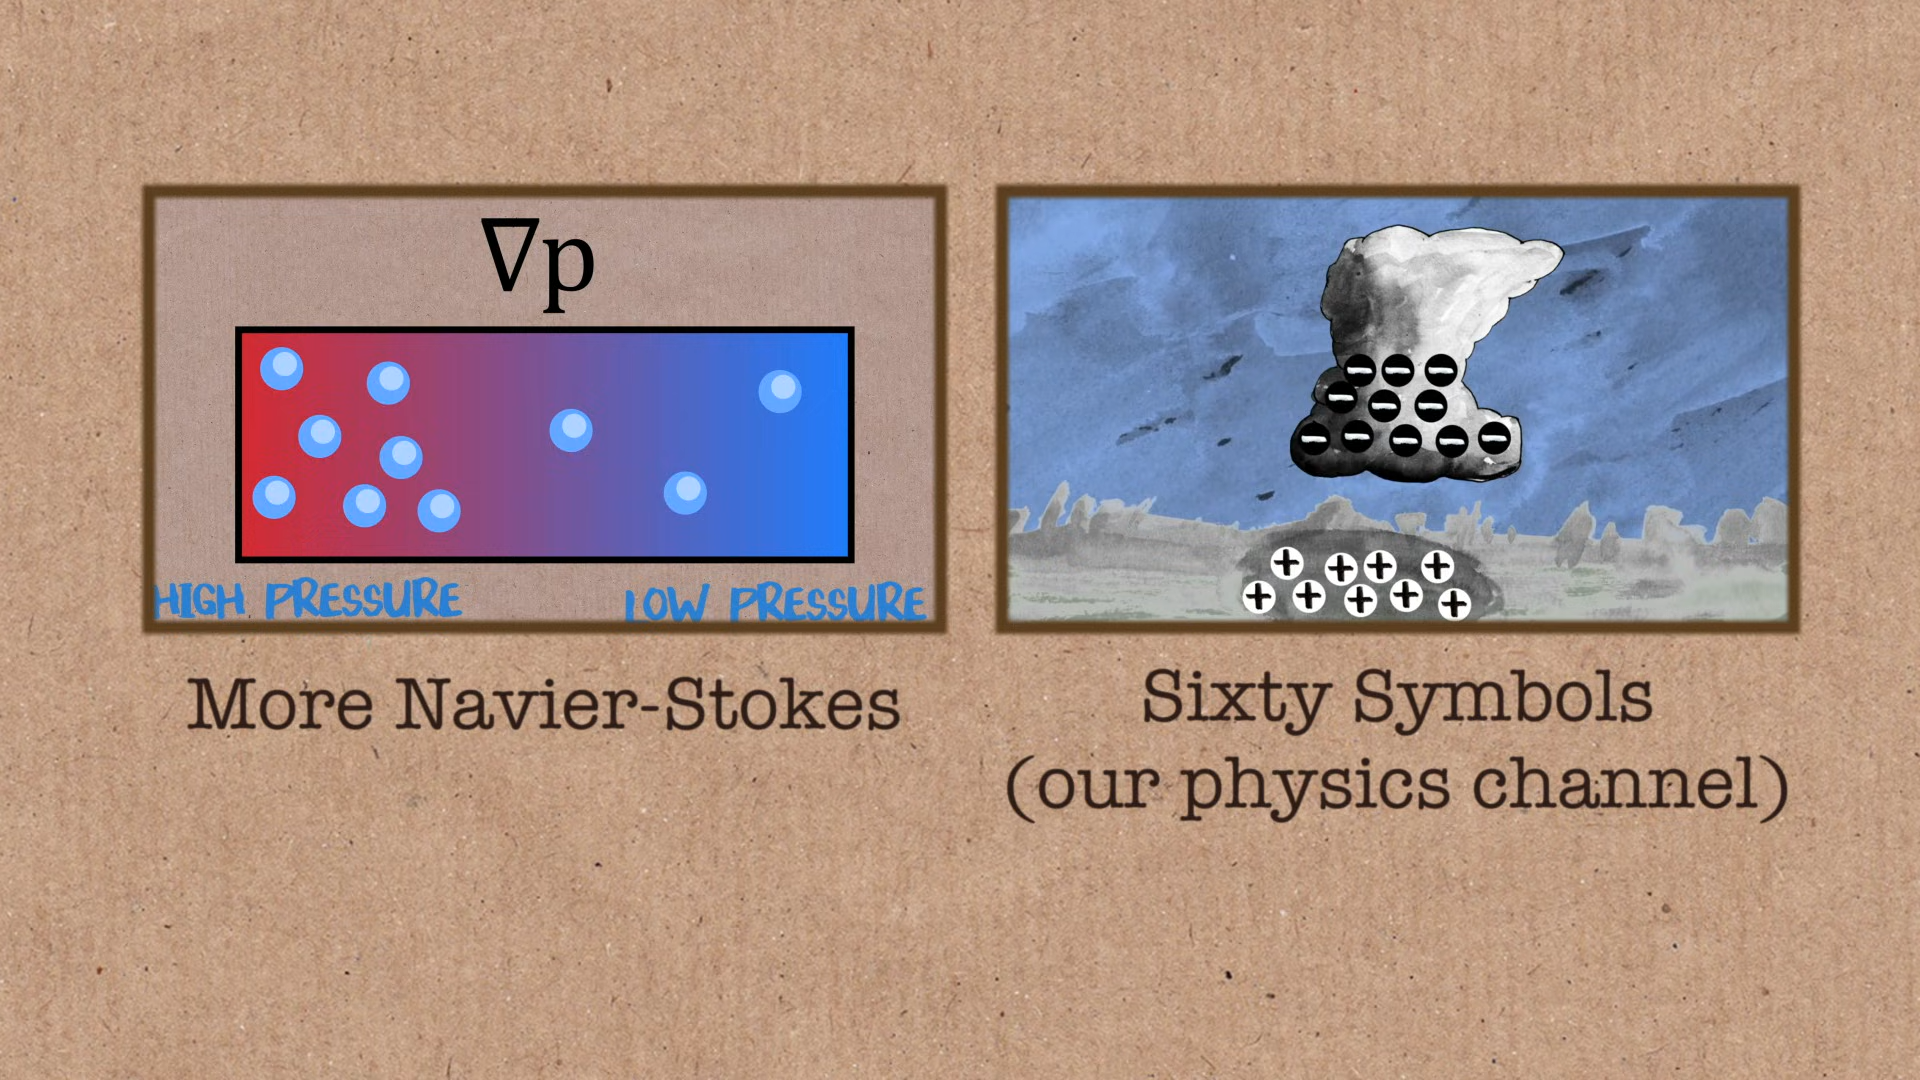 ∇p
HIGH PRESSURE
LOW PRESSURE
More Navier-Stokes
Sixty Symbols
(our physics channel)